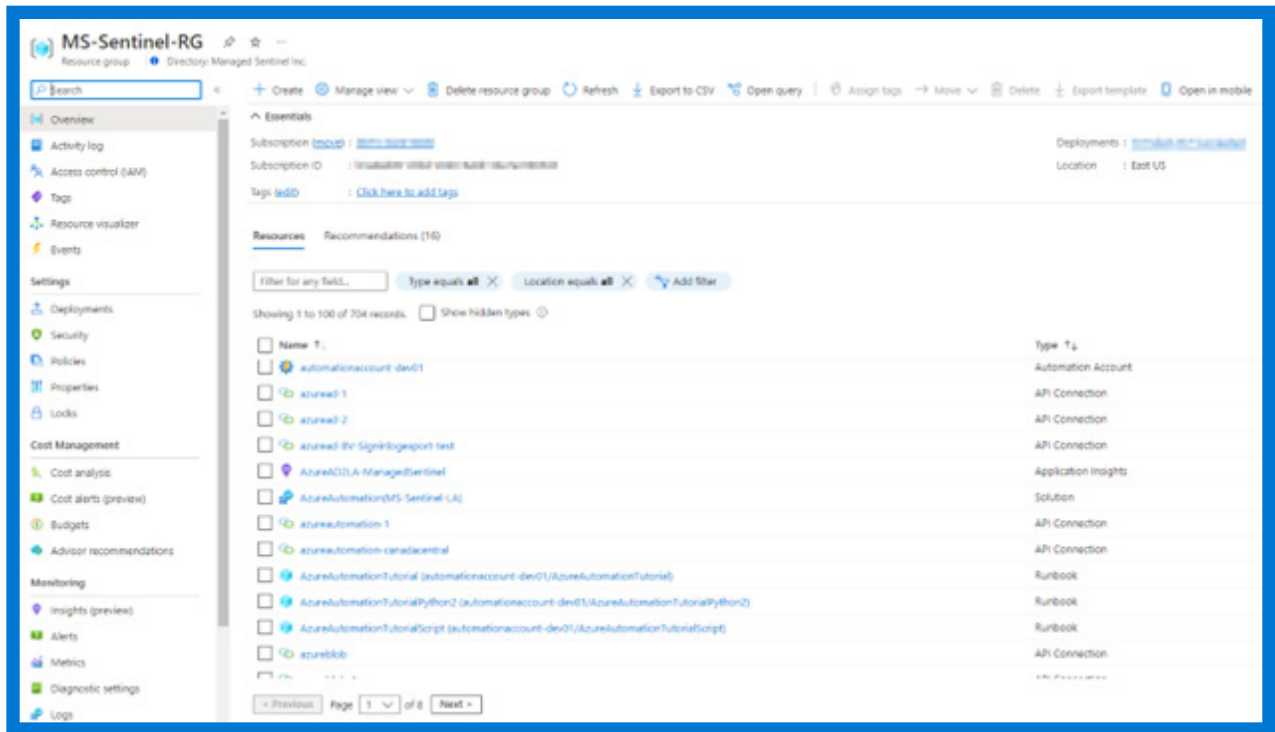 MS-Sentinel-RG
Resource group Directory: Managed Sentinel Inc.
Search «
+ Create Manage view Delete resource group Refresh Export to CSV Open query Assign tags Move Delete Export template Open in mobile
Overview
Activity log
Access control (IAM)
Tags
Resource visualizer
Events
Settings
Deployments
Security
Policies
Properties
Locks
Cost Management
Cost analysis
Cost alerts (preview)
Budgets
Advisor recommendations
Monitoring
Insights (preview)
Alerts
Metrics
Diagnostic settings
Logs
Essentials
Subscription (move) :
Deployments :
Subscription ID :
Location : East US
Tags (edit) : Click here to add tags
Resources Recommendations (16)
Filter for any field... Type equals all Location equals all Add filter
Showing 1 to 100 of 704 records. Show hidden types
Name Type
automationaccount-dev01 Automation Account
azuread-1 API Connection
azuread-2 API Connection
azuread-BV-Signinlogexport-test API Connection
AzureAD2LA-ManagedSentinel Application Insights
AzureAutomation(MS-Sentinel-LA) Solution
azureautomation-1 API Connection
azureautomation-canadacentral API Connection
AzureAutomationTutorial (automationaccount-dev01/AzureAutomationTutorial) Runbook
AzureAutomationTutorialPython2 (automationaccount-dev01/AzureAutomationTutorialPython2) Runbook
AzureAutomationTutorialScript (automationaccount-dev01/AzureAutomationTutorialScript) Runbook
azureblob API Connection
< Previous Page 1 of 8 Next >